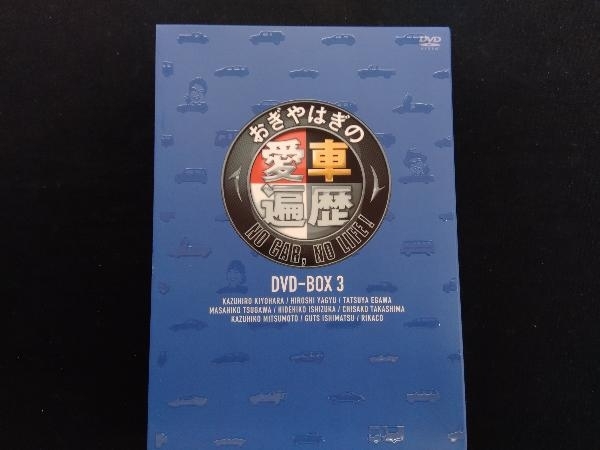 DVD
VIDEO
おぎやはぎの
愛車
遍歴
NO CAR, NO LIFE!
DVD-BOX 3
KAZUHIRO KIYOHARA / HIROSHI YAGYU / TATSUYA EGAWA
MASAHIKO TSUGAWA / HIDEHIKO ISHIZUKA / CHISAKO TAKASHIMA
KAZUHIKO MITSUMOTO / GUTS ISHIMATSU / RIKACO